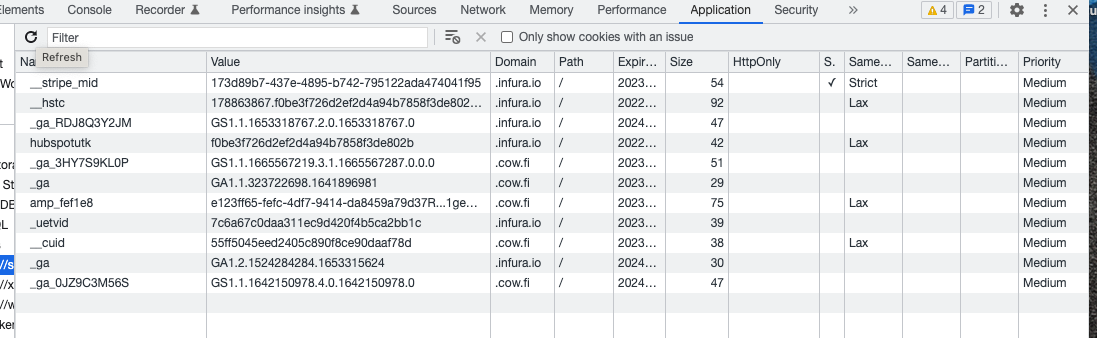 Elements Console Recorder Performance insights Sources Network Memory Performance Application Security » 4 2
Filter Only show cookies with an issue
Refresh
Na Value Domain Path Expir... Size HttpOnly S. Same... Same... Partiti... Priority
__stripe_mid 173d89b7-437e-4895-b742-795122ada474041f95 .infura.io / 2023... 54 ✓ Strict Medium
__hstc 178863867.f0be3f726d2ef2d4a94b7858f3de802... .infura.io / 2022... 92 Lax Medium
_ga_RDJ8Q3Y2JM GS1.1.1653318767.2.0.1653318767.0 .infura.io / 2024... 47 Medium
hubspotutk f0be3f726d2ef2d4a94b7858f3de802b .infura.io / 2022... 42 Lax Medium
_ga_3HY7S9KL0P GS1.1.1665567219.3.1.1665567287.0.0.0 .cow.fi / 2023... 51 Medium
_ga GA1.1.323722698.1641896981 .cow.fi / 2023... 29 Medium
amp_fef1e8 e123ff65-fefc-4df7-9414-da8459a79d37R...1ge... .cow.fi / 2023... 75 Lax Medium
_uetvid 7c6a67c0daa311ec9d420f4b5ca2bb1c .infura.io / 2023... 39 Medium
__cuid 55ff5045eed2405c890f8ce90daaf78d .cow.fi / 2023... 38 Lax Medium
_ga GA1.2.1524284284.1653315624 .infura.io / 2024... 30 Medium
_ga_0JZ9C3M56S GS1.1.1642150978.4.0.1642150978.0 .cow.fi / 2024... 47 Medium